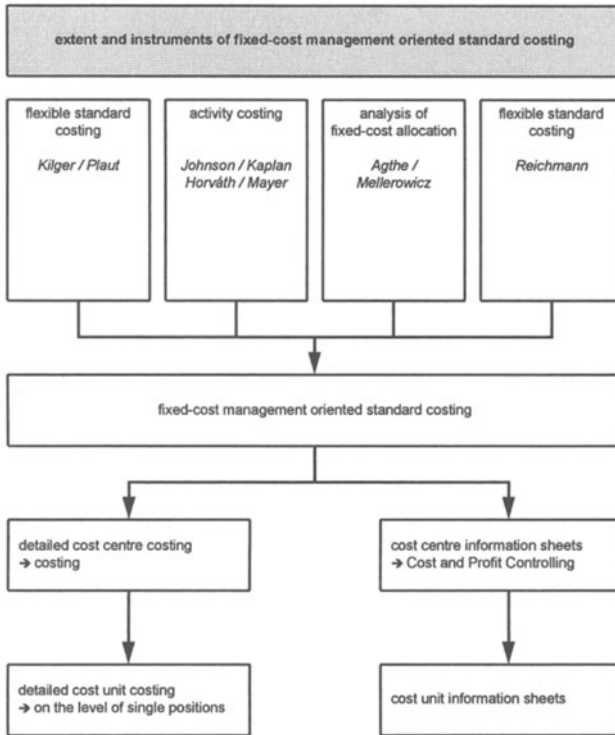 extent and instruments of fixed-cost management oriented standard costing
flexible standard
costing
Kilger / Plaut
activity costing
Johnson / Kaplan
Horváth / Mayer
analysis of
fixed-cost allocation
Agthe /
Mellerowicz
flexible standard
costing
Reichmann
fixed-cost management oriented standard costing
detailed cost centre costing
➔ costing
cost centre information sheets
➔ Cost and Profit Controlling
detailed cost unit costing
➔ on the level of single positions
cost unit information sheets